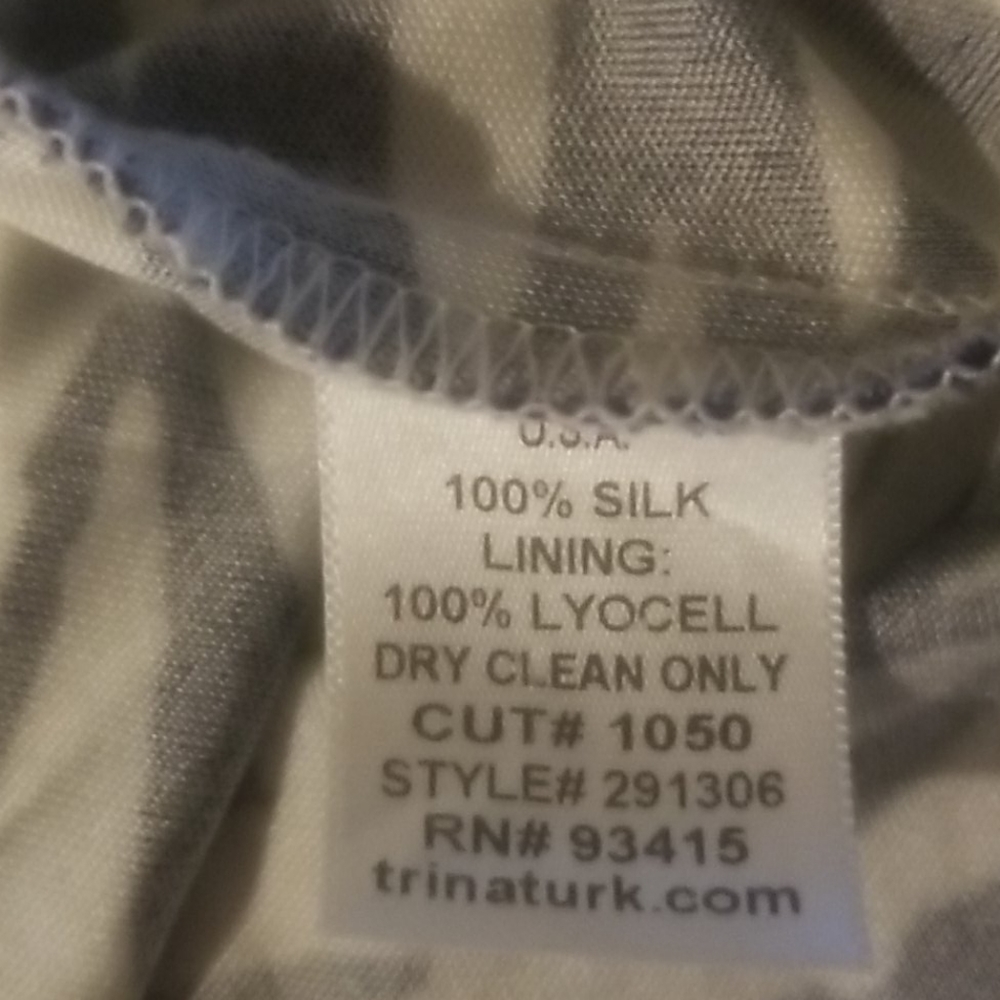 U.S.A.
100% SILK
LINING:
100% LYOCELL
DRY CLEAN ONLY
CUT# 1050
STYLE# 291306
RN# 93415
trinaturk.com